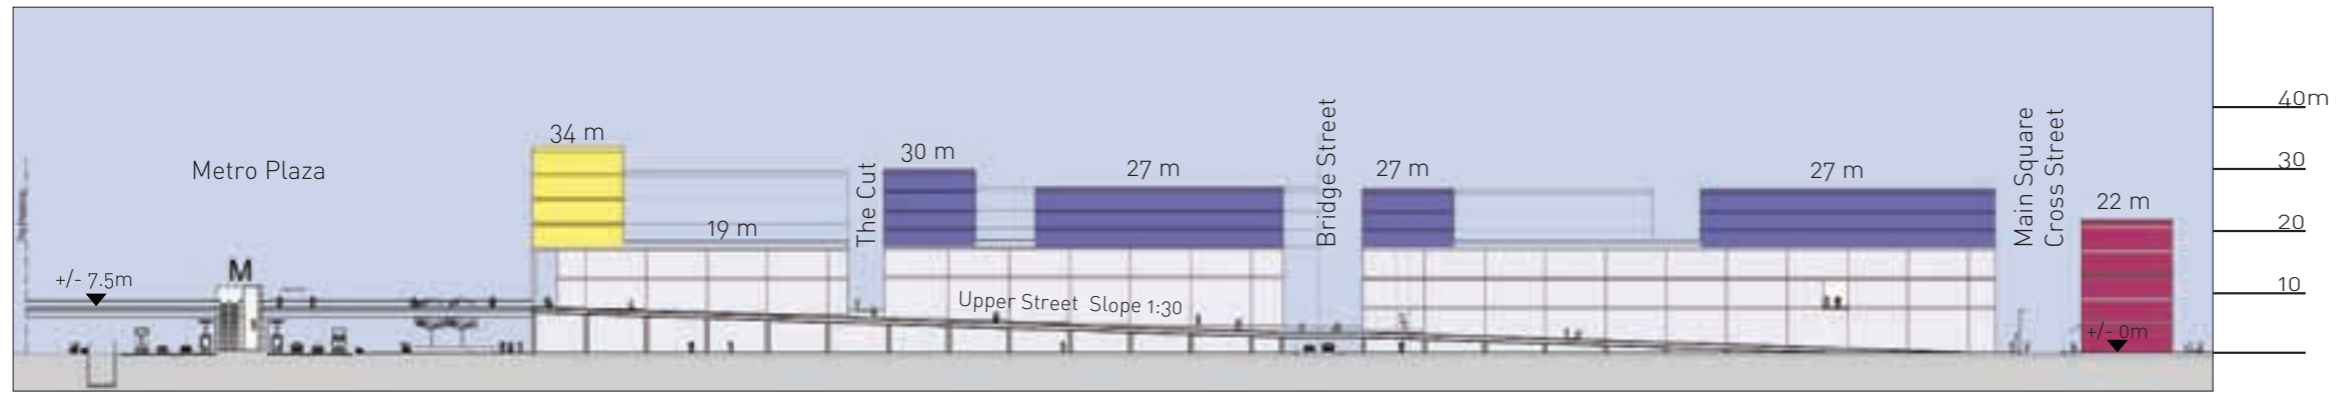 Metro Plaza
+/- 7.5m
M
34 m
19 m
The Cut
30 m
27 m
Upper Street Slope 1:30
Bridge Street
27 m
27 m
Main Square
Cross Street
22 m
+/- 0m
40m
30
20
10